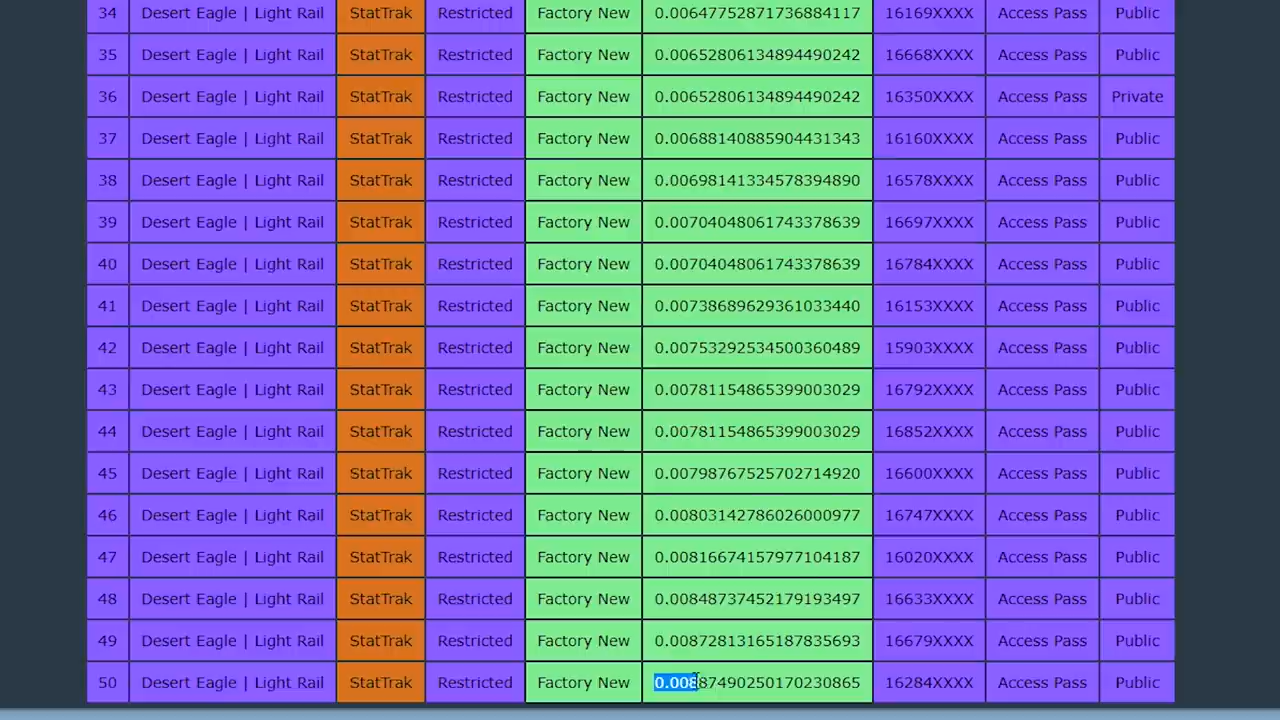 34 Desert Eagle | Light Rail StatTrak Restricted Factory New 0.00647752871736884117 16169XXXX Access Pass Public
35 Desert Eagle | Light Rail StatTrak Restricted Factory New 0.00652806134894490242 16668XXXX Access Pass Public
36 Desert Eagle | Light Rail StatTrak Restricted Factory New 0.00652806134894490242 16350XXXX Access Pass Private
37 Desert Eagle | Light Rail StatTrak Restricted Factory New 0.00688140885904431343 16160XXXX Access Pass Public
38 Desert Eagle | Light Rail StatTrak Restricted Factory New 0.00698141334578394890 16578XXXX Access Pass Public
39 Desert Eagle | Light Rail StatTrak Restricted Factory New 0.00704048061743378639 16697XXXX Access Pass Public
40 Desert Eagle | Light Rail StatTrak Restricted Factory New 0.00704048061743378639 16784XXXX Access Pass Public
41 Desert Eagle | Light Rail StatTrak Restricted Factory New 0.00738689629361033440 16153XXXX Access Pass Public
42 Desert Eagle | Light Rail StatTrak Restricted Factory New 0.00753292534500360489 15903XXXX Access Pass Public
43 Desert Eagle | Light Rail StatTrak Restricted Factory New 0.00781154865399003029 16792XXXX Access Pass Public
44 Desert Eagle | Light Rail StatTrak Restricted Factory New 0.00781154865399003029 16852XXXX Access Pass Public
45 Desert Eagle | Light Rail StatTrak Restricted Factory New 0.00798767525702714920 16600XXXX Access Pass Public
46 Desert Eagle | Light Rail StatTrak Restricted Factory New 0.00803142786026000977 16747XXXX Access Pass Public
47 Desert Eagle | Light Rail StatTrak Restricted Factory New 0.00816674157977104187 16020XXXX Access Pass Public
48 Desert Eagle | Light Rail StatTrak Restricted Factory New 0.00848737452179193497 16633XXXX Access Pass Public
49 Desert Eagle | Light Rail StatTrak Restricted Factory New 0.00872813165187835693 16679XXXX Access Pass Public
50 Desert Eagle | Light Rail StatTrak Restricted Factory New 0.00887490250170230865 16284XXXX Access Pass Public